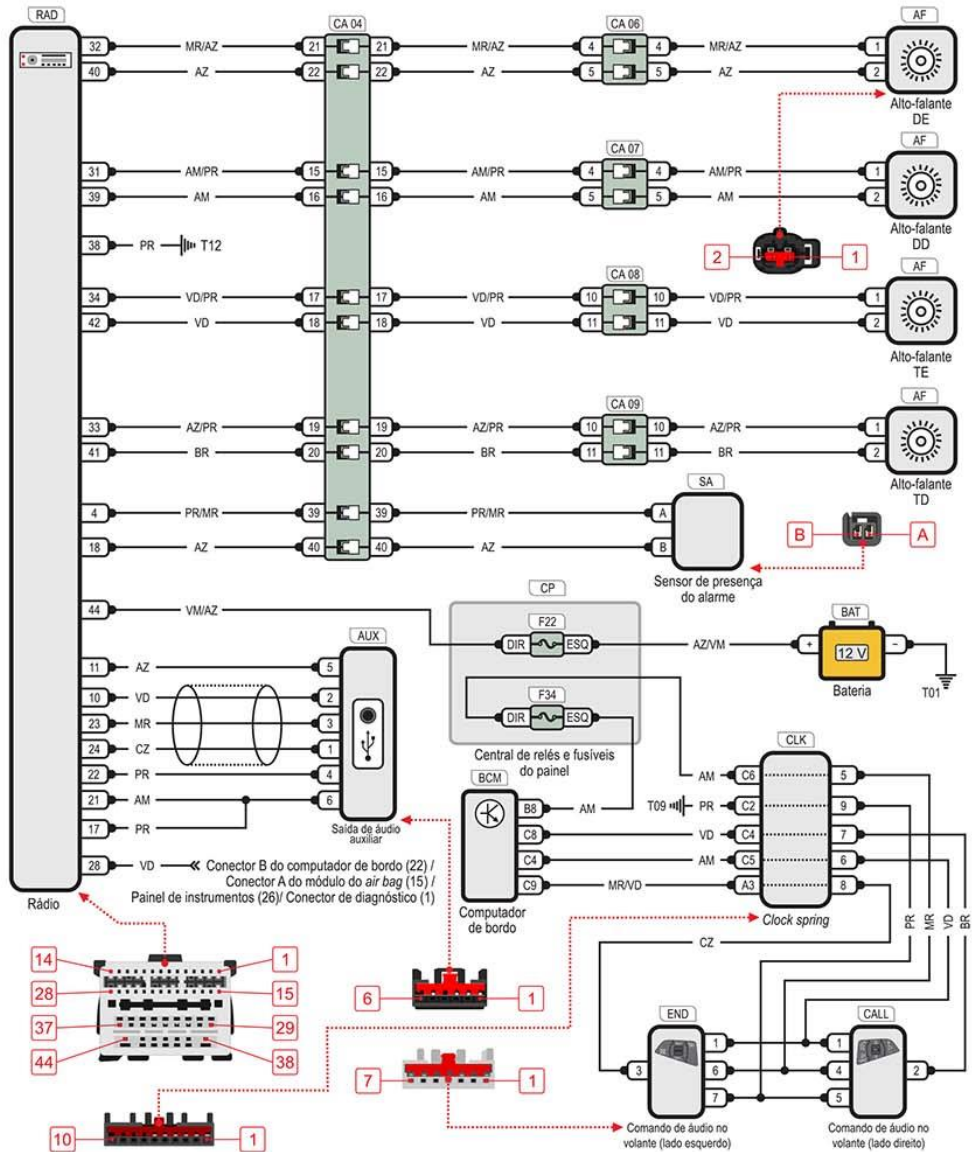 RAD CA 04 CA 06 AF
32 MR/AZ 21 21 MR/AZ 4 4 MR/AZ 1
40 AZ 22 22 AZ 5 5 AZ 2
Alto-falante
DE
CA 07 AF
31 AM/PR 15 15 AM/PR 4 4 AM/PR 1
39 AM 16 16 AM 5 5 AM 2
Alto-falante
DD
38 PR T12
2 1
CA 08 AF
34 VD/PR 17 17 VD/PR 10 10 VD/PR 1
42 VD 18 18 VD 11 11 VD 2
Alto-falante
TE
CA 09 AF
33 AZ/PR 19 19 AZ/PR 10 10 AZ/PR 1
41 BR 20 20 BR 11 11 BR 2
Alto-falante
TD
SA
4 PR/MR 39 39 PR/MR A
18 AZ 40 40 AZ B
B A
Sensor de presença
do alarme
CP
44 VM/AZ
F22
DIR ESQ AZ/VM
BAT
+ 12 V −
Bateria
T01
F34
DIR ESQ
Central de relés e fusíveis
do painel
AUX
11 AZ 5
10 VD 2
23 MR 3
24 CZ 1
22 PR 4
21 AM 6
17 PR
Saída de áudio
auxiliar
28 VD Conector B do computador de bordo (22) /
Conector A do módulo do air bag (15) /
Painel de instrumentos (26)/ Conector de diagnóstico (1)
Rádio
BCM
B8 AM
C8 VD
C4 AM
C9 MR/VD
Computador
de bordo
CLK
AM C6 5
T09 PR C2 9
C4 7
C5 6
A3 8
Clock spring
CZ
PR
MR
VD
BR
14 1
28 15
37 29
44 38
6 1
7 1
10 1
END
3 1
6
7
Comando de áudio no
volante (lado esquerdo)
CALL
1 2
4
5
Comando de áudio no
volante (lado direito)